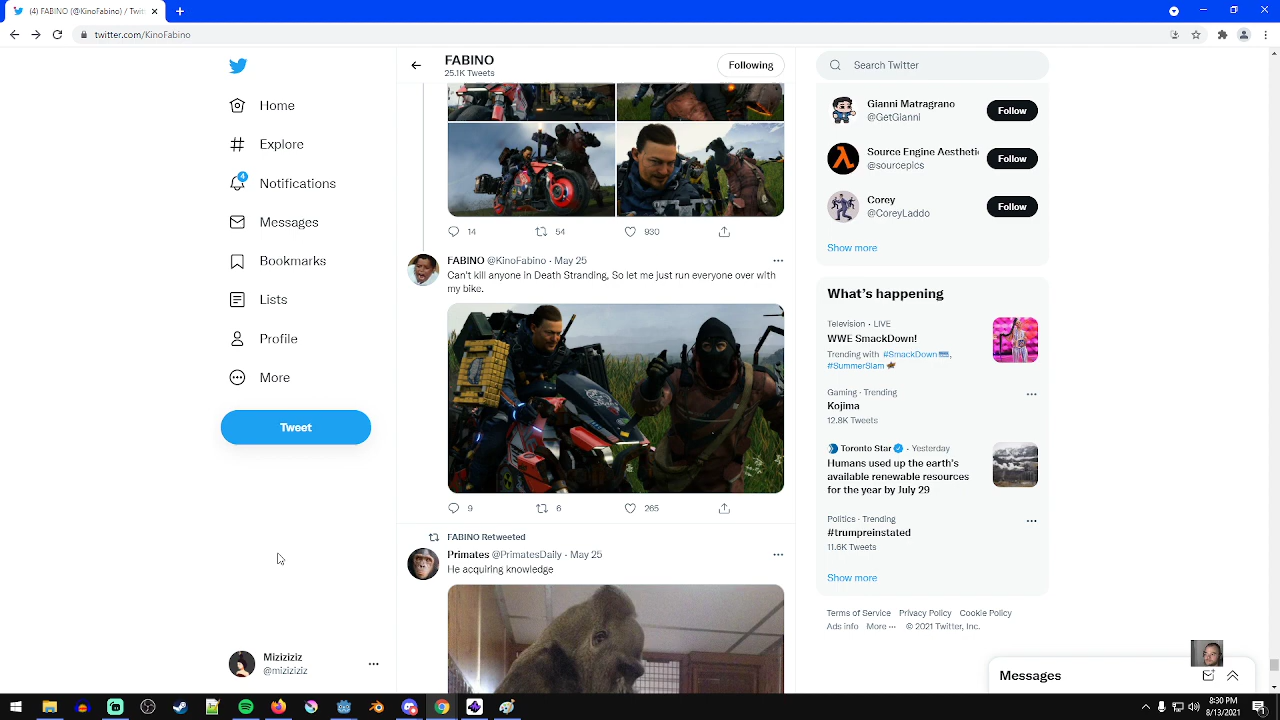 (4) FABINO (@KinoFabino) / Twit
twitter.com/KinoFabino
Home
Explore
4
Notifications
Messages
Bookmarks
Lists
Profile
More
Tweet
Miziziziz
@miziziziz
FABINO
25.1K Tweets
Following
14
54
930
FABINO @KinoFabino · May 25
Can't kill anyone in Death Stranding, So let me just run everyone over with
my bike.
9
6
265
FABINO Retweeted
Primates @PrimatesDaily · May 25
He acquiring knowledge
Search Twitter
Gianni Matragrano
@GetGianni
Follow
Source Engine Aestheti
@sourcepics
Follow
Corey
@CoreyLaddo
Follow
Show more
What's happening
Television · LIVE
WWE SmackDown!
Trending with #SmackDown,
#SummerSlam
Gaming · Trending
Kojima
12.8K Tweets
Toronto Star · Yesterday
Humans used up the earth's
available renewable resources
for the year by July 29
Politics · Trending
#trumpreinstated
11.6K Tweets
Show more
Terms of Service Privacy Policy Cookie Policy
Ads info More ··· © 2021 Twitter, Inc.
Messages
8:30 PM
8/13/2021